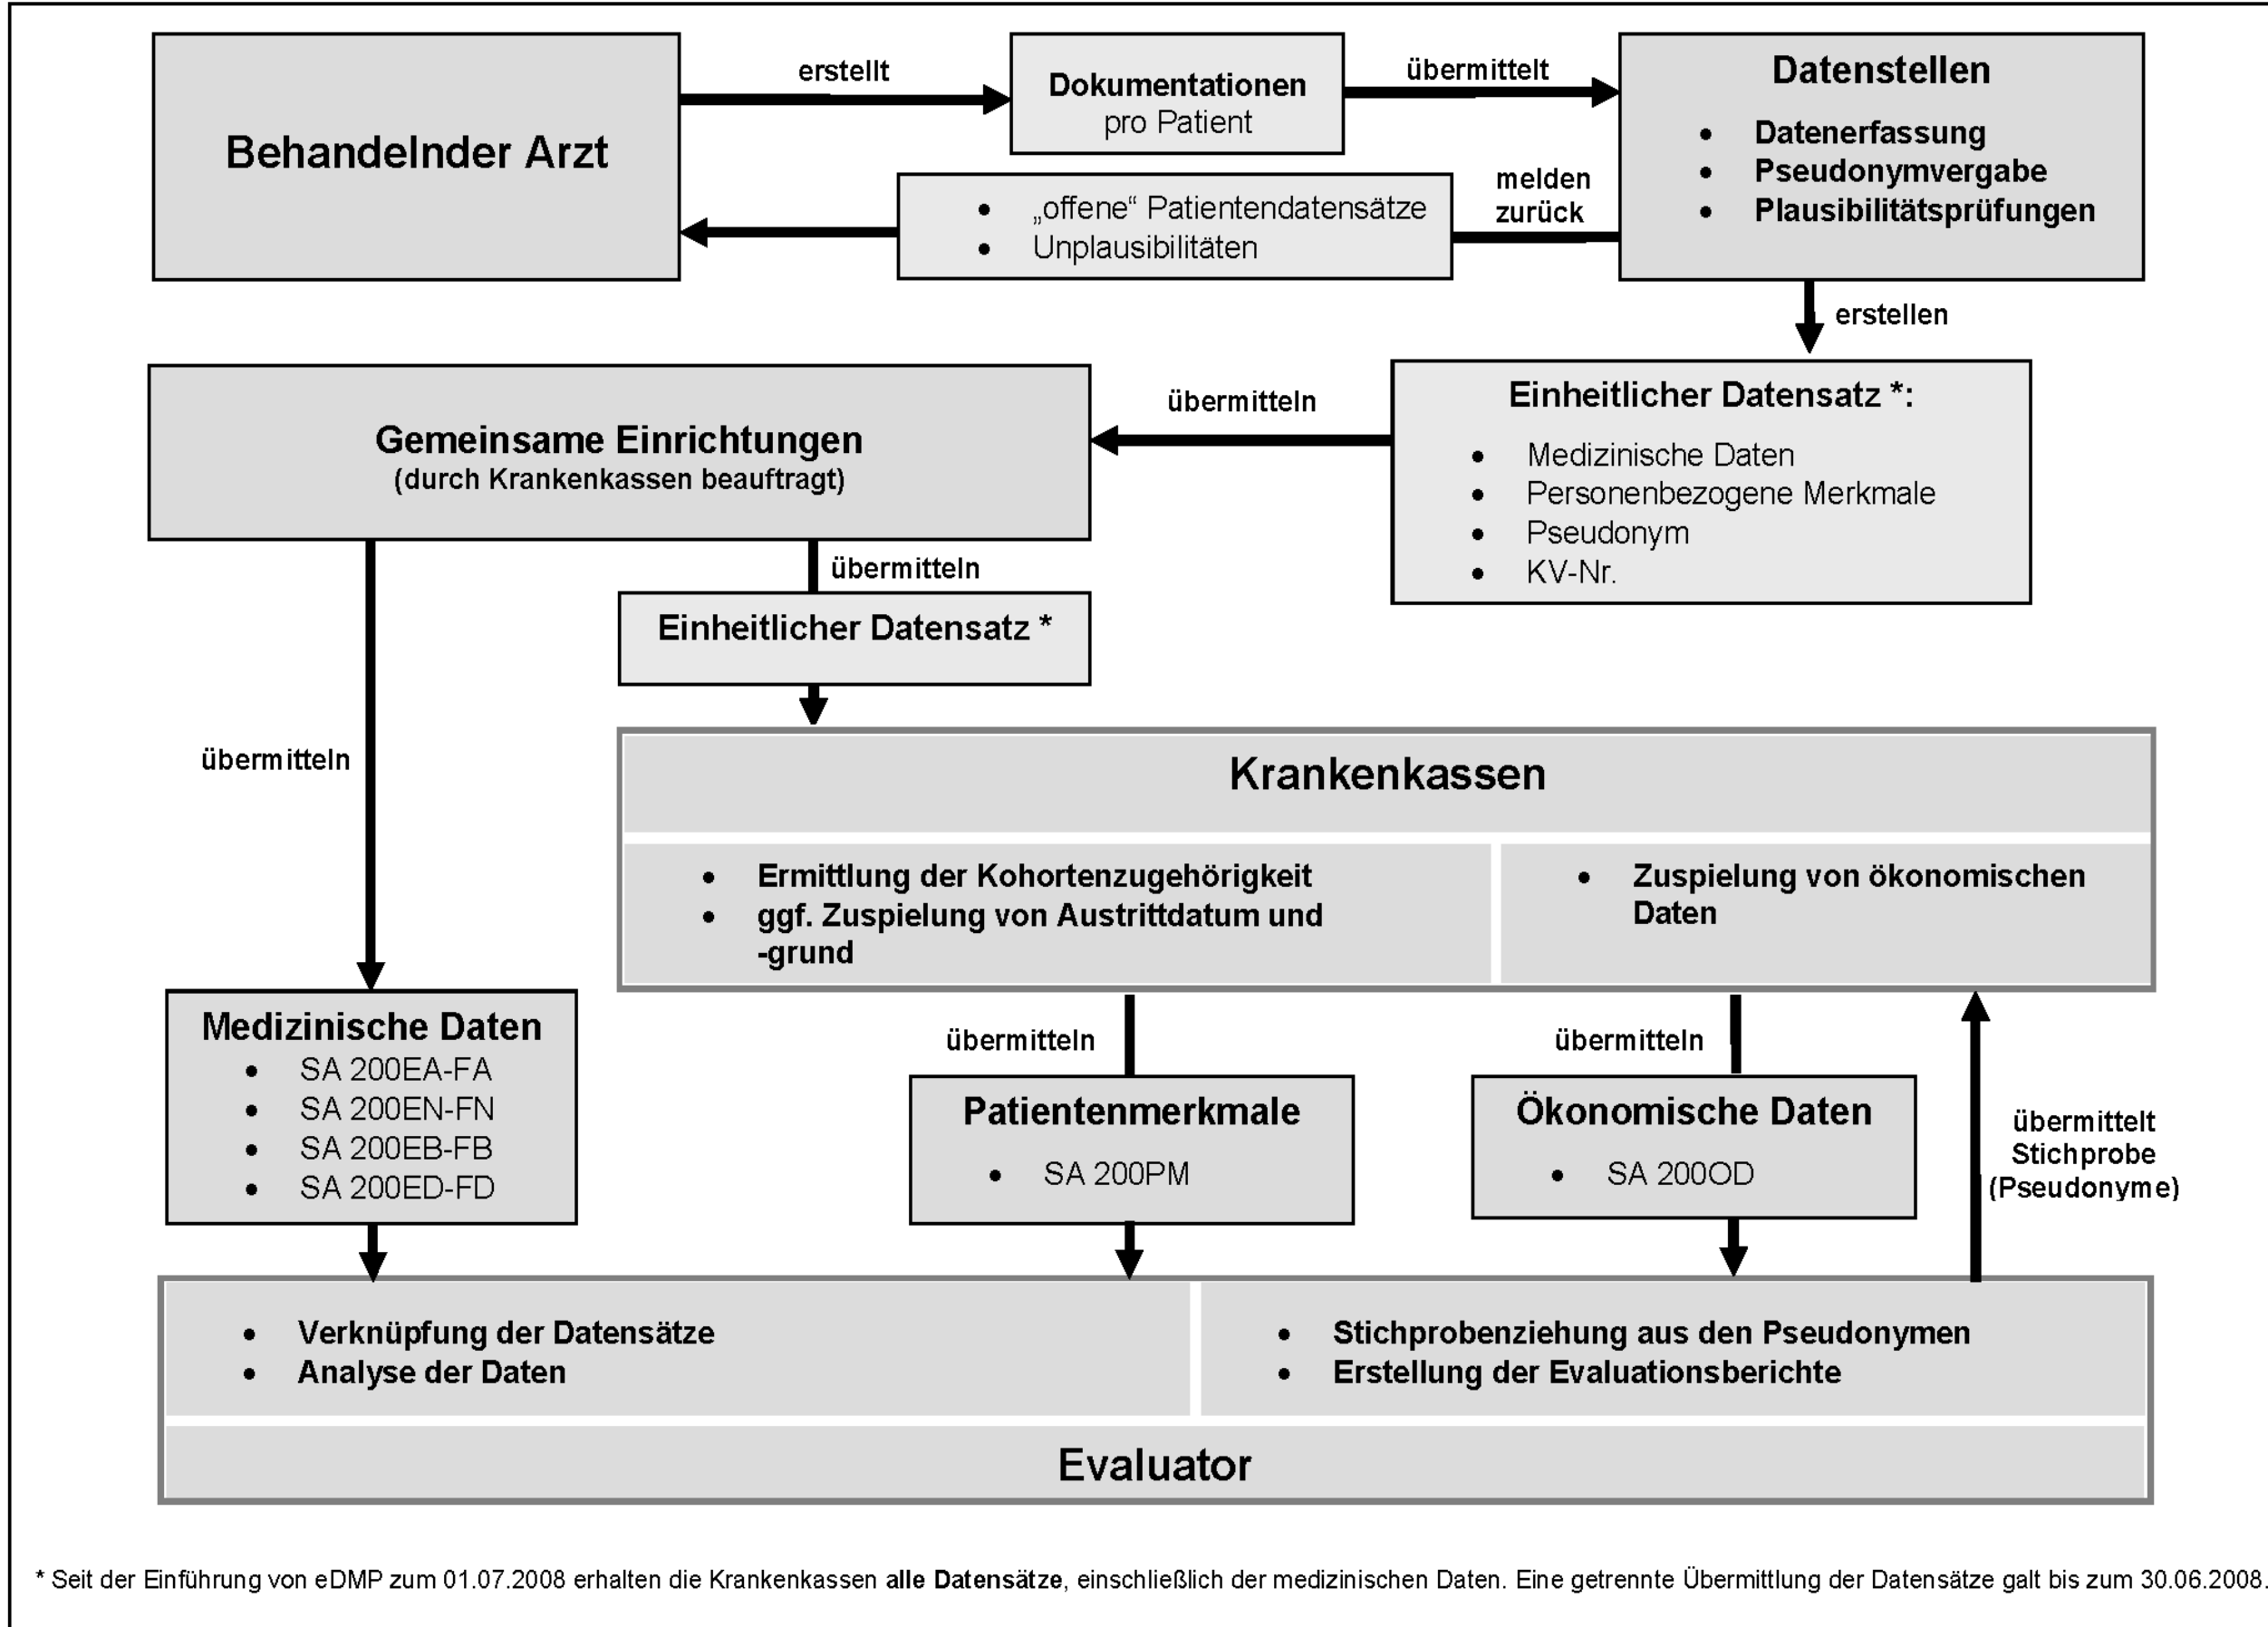 Behandelnder Arzt
erstellt
Dokumentationen
pro Patient
übermittelt
Datenstellen
• Datenerfassung
• Pseudonymvergabe
• Plausibilitätsprüfungen
melden
zurück
• „offene“ Patientendatensätze
• Unplausibilitäten
erstellen
Einheitlicher Datensatz *:
• Medizinische Daten
• Personenbezogene Merkmale
• Pseudonym
• KV-Nr.
übermitteln
Gemeinsame Einrichtungen
(durch Krankenkassen beauftragt)
übermitteln
Einheitlicher Datensatz *
übermitteln
Krankenkassen
• Ermittlung der Kohortenzugehörigkeit
• ggf. Zuspielung von Austrittdatum und
-grund
• Zuspielung von ökonomischen
Daten
Medizinische Daten
• SA 200EA-FA
• SA 200EN-FN
• SA 200EB-FB
• SA 200ED-FD
übermitteln
Patientenmerkmale
• SA 200PM
übermitteln
Ökonomische Daten
• SA 200OD
übermittelt
Stichprobe
(Pseudonyme)
• Verknüpfung der Datensätze
• Analyse der Daten
• Stichprobenziehung aus den Pseudonymen
• Erstellung der Evaluationsberichte
Evaluator
* Seit der Einführung von eDMP zum 01.07.2008 erhalten die Krankenkassen alle Datensätze, einschließlich der medizinischen Daten. Eine getrennte Übermittlung der Datensätze galt bis zum 30.06.2008.